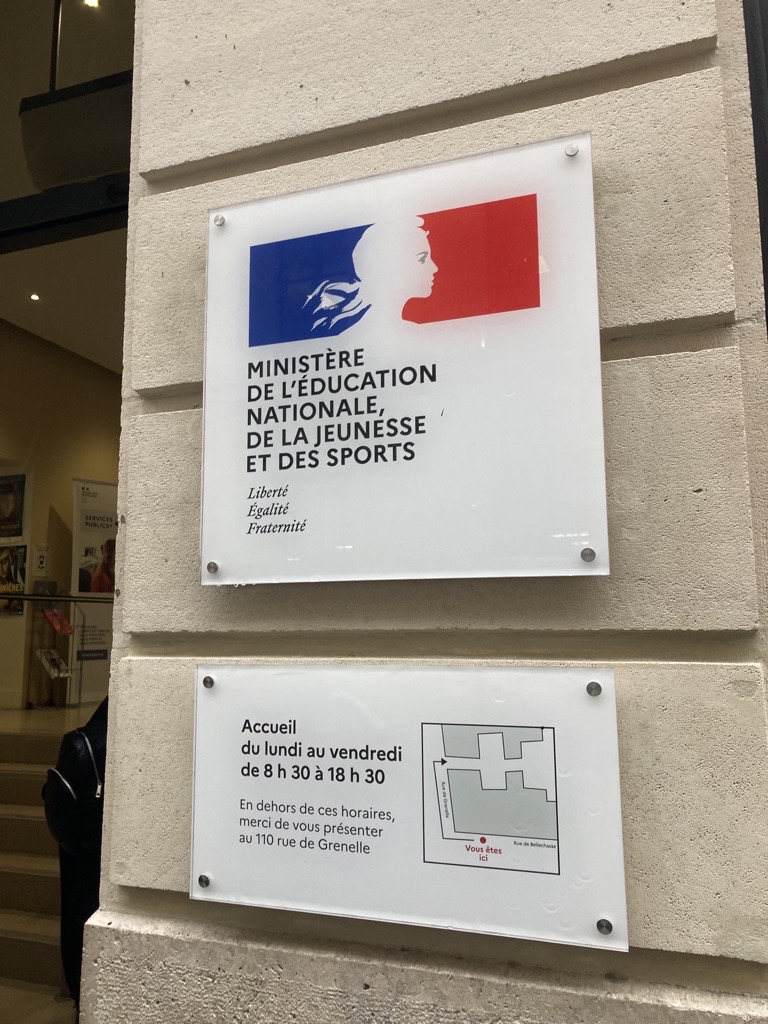 MINISTÈRE
DE L'ÉDUCATION
NATIONALE,
DE LA JEUNESSE
ET DES SPORTS
Liberté
Égalité
Fraternité
SERVICES
PUBLICS+
Accueil
du lundi au vendredi
de 8 h 30 à 18 h 30
En dehors de ces horaires,
merci de vous présenter
au 110 rue de Grenelle
Rue de Grenelle
Vous êtes
ici
Rue de Bellechasse